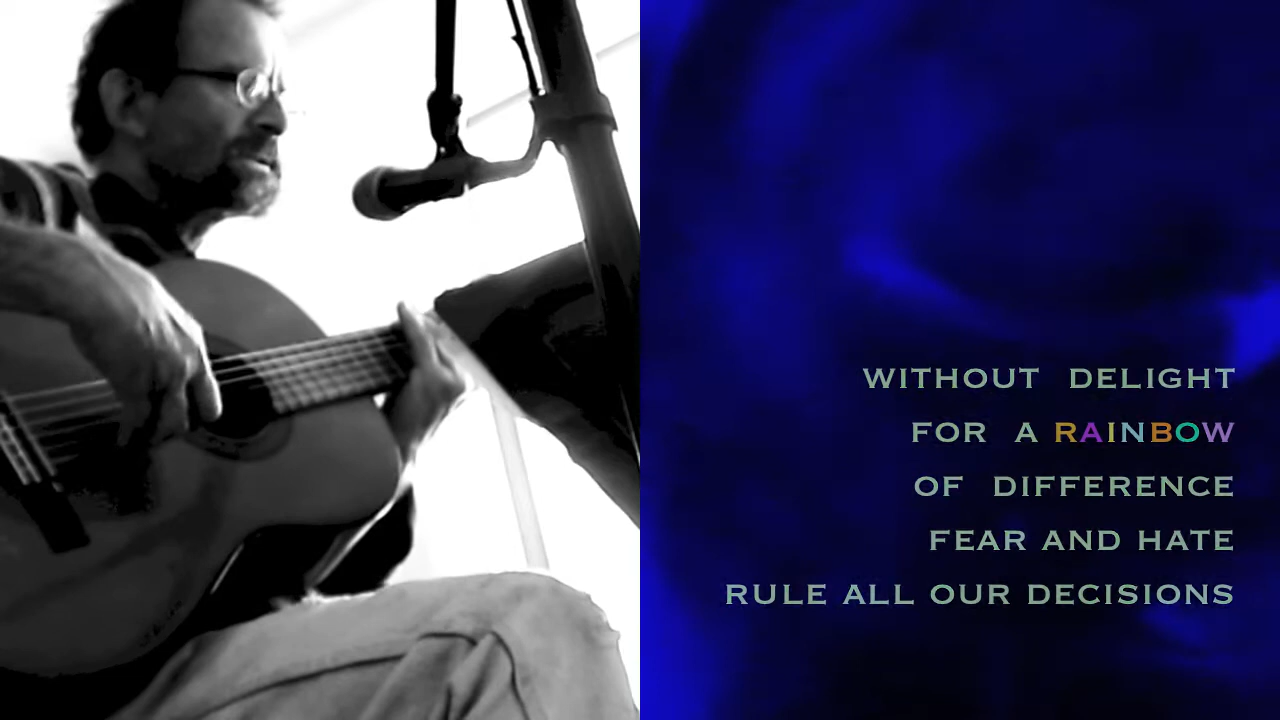 WITHOUT DELIGHT
FOR A RAINBOW
OF DIFFERENCE
FEAR AND HATE
RULE ALL OUR DECISIONS